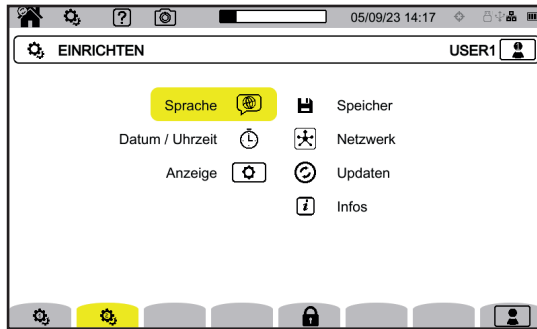 05/09/23 14:17
EINRICHTEN USER1
Sprache Speicher
Datum / Uhrzeit Netzwerk
Anzeige Updaten
Infos